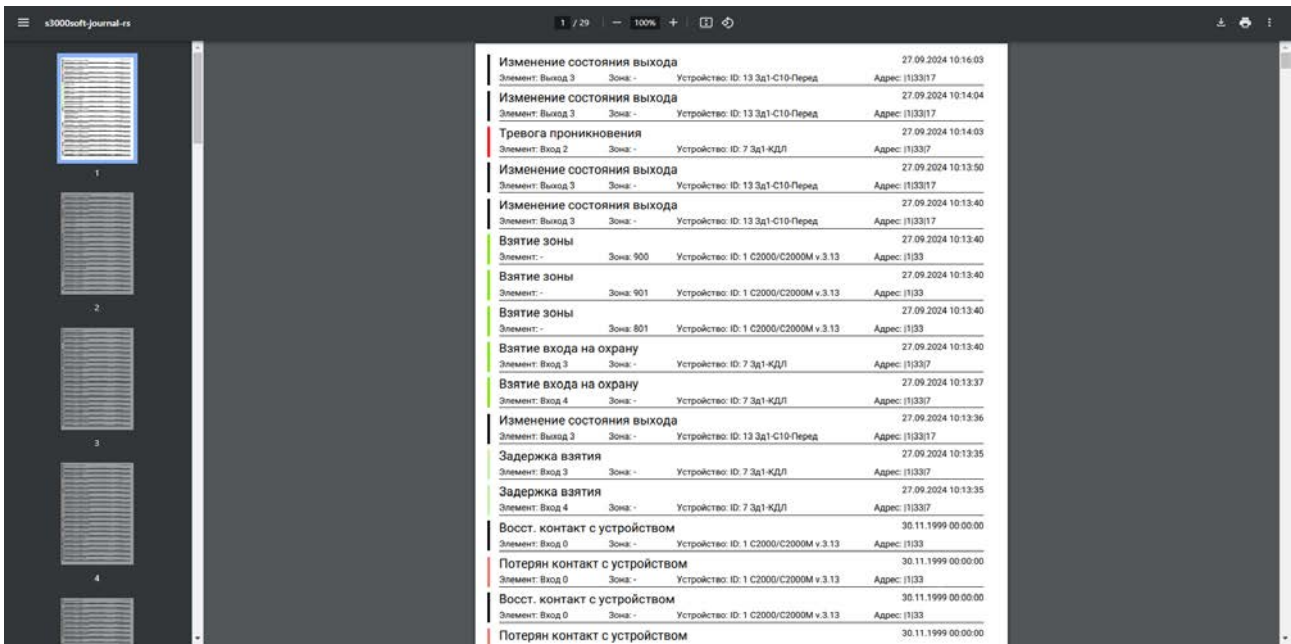 s3000soft-journal-rs
1 / 29
100%
1
2
3
4
Изменение состояния выхода 27.09.2024 10:16:03
Элемент: Выход 3 Зона: - Устройство: ID: 13 Зд1-С10-Перед Адрес: |1|33|17
Изменение состояния выхода 27.09.2024 10:14:04
Элемент: Выход 3 Зона: - Устройство: ID: 13 Зд1-С10-Перед Адрес: |1|33|17
Тревога проникновения 27.09.2024 10:14:03
Элемент: Вход 2 Зона: - Устройство: ID: 7 Зд1-КДЛ Адрес: |1|33|7
Изменение состояния выхода 27.09.2024 10:13:50
Элемент: Выход 3 Зона: - Устройство: ID: 13 Зд1-С10-Перед Адрес: |1|33|17
Изменение состояния выхода 27.09.2024 10:13:40
Элемент: Выход 3 Зона: - Устройство: ID: 13 Зд1-С10-Перед Адрес: |1|33|17
Взятие зоны 27.09.2024 10:13:40
Элемент: - Зона: 900 Устройство: ID: 1 С2000/С2000М v.3.13 Адрес: |1|33
Взятие зоны 27.09.2024 10:13:40
Элемент: - Зона: 901 Устройство: ID: 1 С2000/С2000М v.3.13 Адрес: |1|33
Взятие зоны 27.09.2024 10:13:40
Элемент: - Зона: 801 Устройство: ID: 1 С2000/С2000М v.3.13 Адрес: |1|33
Взятие входа на охрану 27.09.2024 10:13:40
Элемент: Вход 3 Зона: - Устройство: ID: 7 Зд1-КДЛ Адрес: |1|33|7
Взятие входа на охрану 27.09.2024 10:13:37
Элемент: Вход 4 Зона: - Устройство: ID: 7 Зд1-КДЛ Адрес: |1|33|7
Изменение состояния выхода 27.09.2024 10:13:36
Элемент: Выход 3 Зона: - Устройство: ID: 13 Зд1-С10-Перед Адрес: |1|33|17
Задержка взятия 27.09.2024 10:13:35
Элемент: Вход 3 Зона: - Устройство: ID: 7 Зд1-КДЛ Адрес: |1|33|7
Задержка взятия 27.09.2024 10:13:35
Элемент: Вход 4 Зона: - Устройство: ID: 7 Зд1-КДЛ Адрес: |1|33|7
Восст. контакт с устройством 30.11.1999 00:00:00
Элемент: Вход 0 Зона: - Устройство: ID: 1 С2000/С2000М v.3.13 Адрес: |1|33
Потерян контакт с устройством 30.11.1999 00:00:00
Элемент: Вход 0 Зона: - Устройство: ID: 1 С2000/С2000М v.3.13 Адрес: |1|33
Восст. контакт с устройством 30.11.1999 00:00:00
Элемент: Вход 0 Зона: - Устройство: ID: 1 С2000/С2000М v.3.13 Адрес: |1|33
Потерян контакт с устройством 30.11.1999 00:00:00